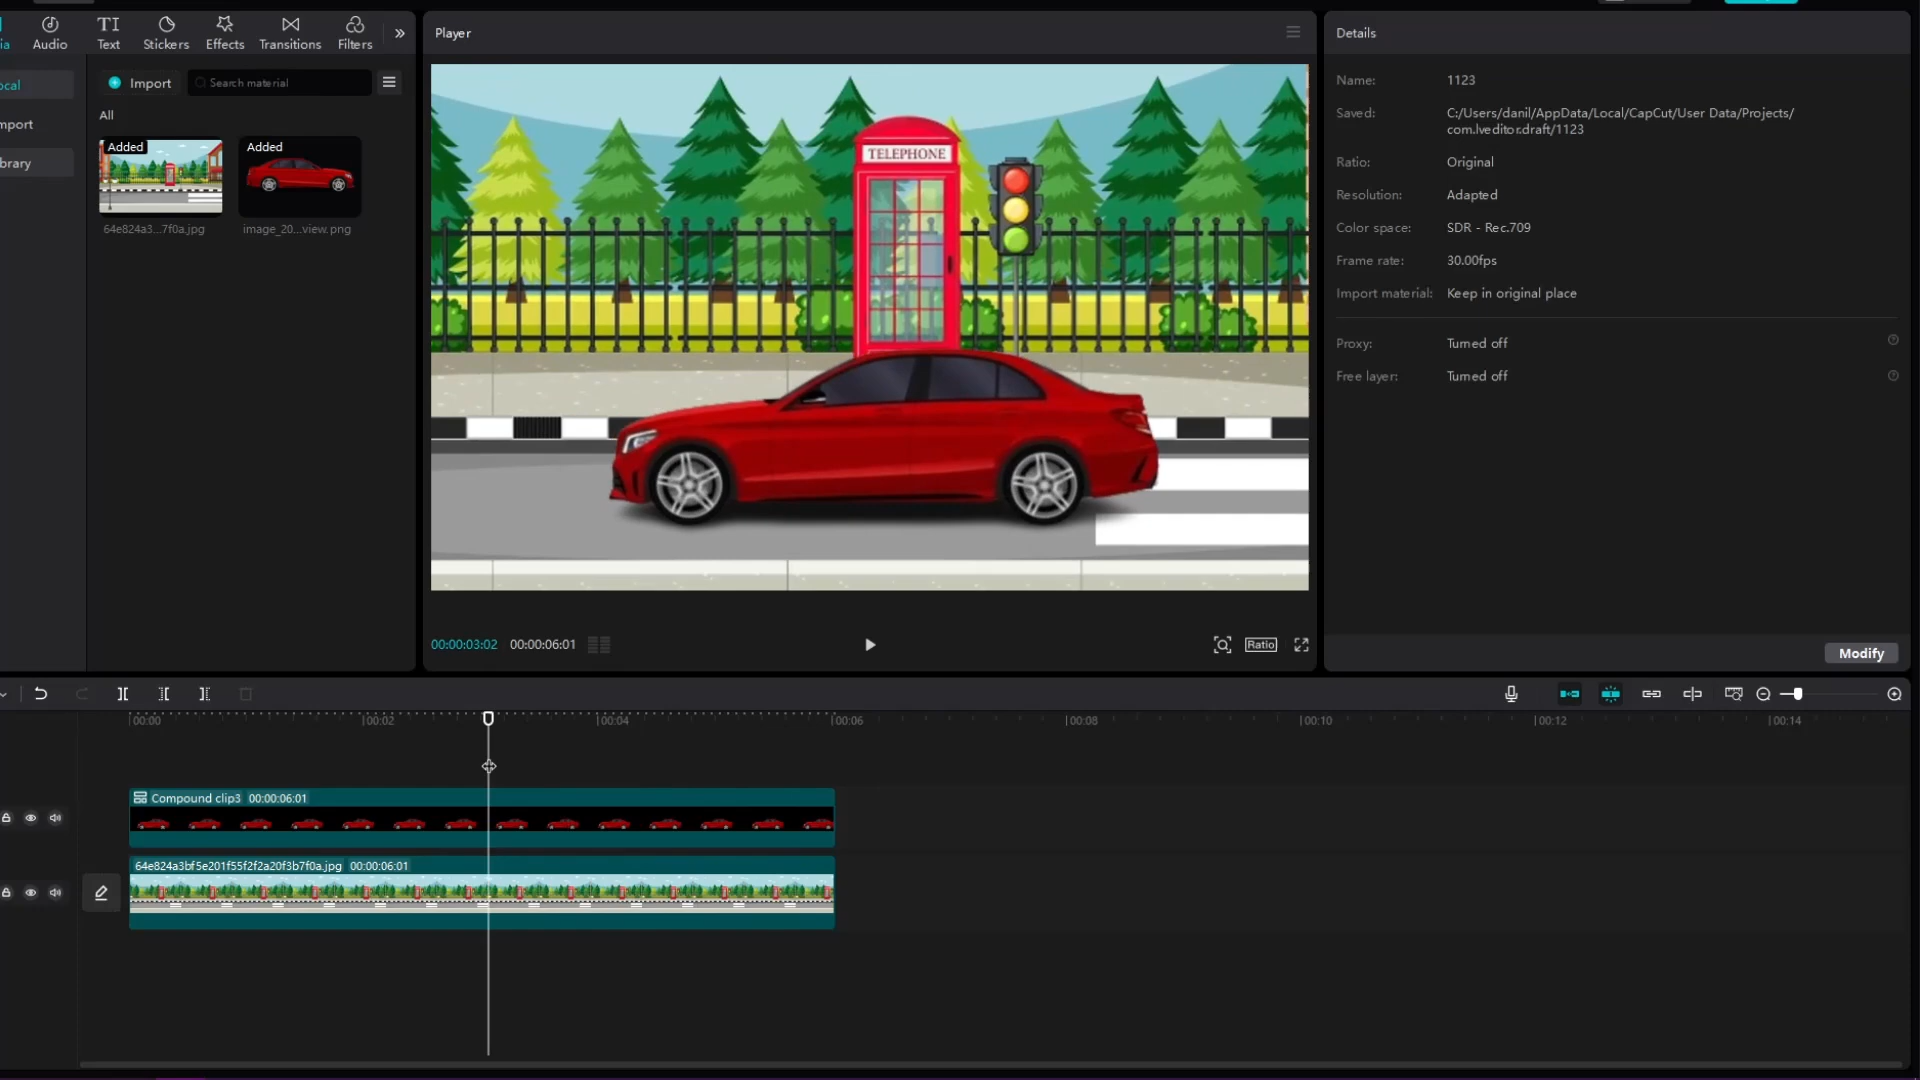 ia
Audio
Text
Stickers
Effects
Transitions
Filters
Player
Details
ocal
mport
brary
Import
Search material
All
Added
Added
64e824a3...7f0a.jpg
image_20...view.png
TELEPHONE
Name: 1123
Saved: C:/Users/danil/AppData/Local/CapCut/User Data/Projects/
com.lveditor.draft/1123
Ratio: Original
Resolution: Adapted
Color space: SDR - Rec.709
Frame rate: 30.00fps
Import material: Keep in original place
Proxy: Turned off
Free layer: Turned off
00:00:03:02 00:00:06:01
Ratio
Modify
00:00 00:02 00:04 00:06 00:08 00:10 00:12 00:14
Compound clip3 00:00:06:01
64e824a3bf5e201f55f2f2a20f3b7f0a.jpg 00:00:06:01